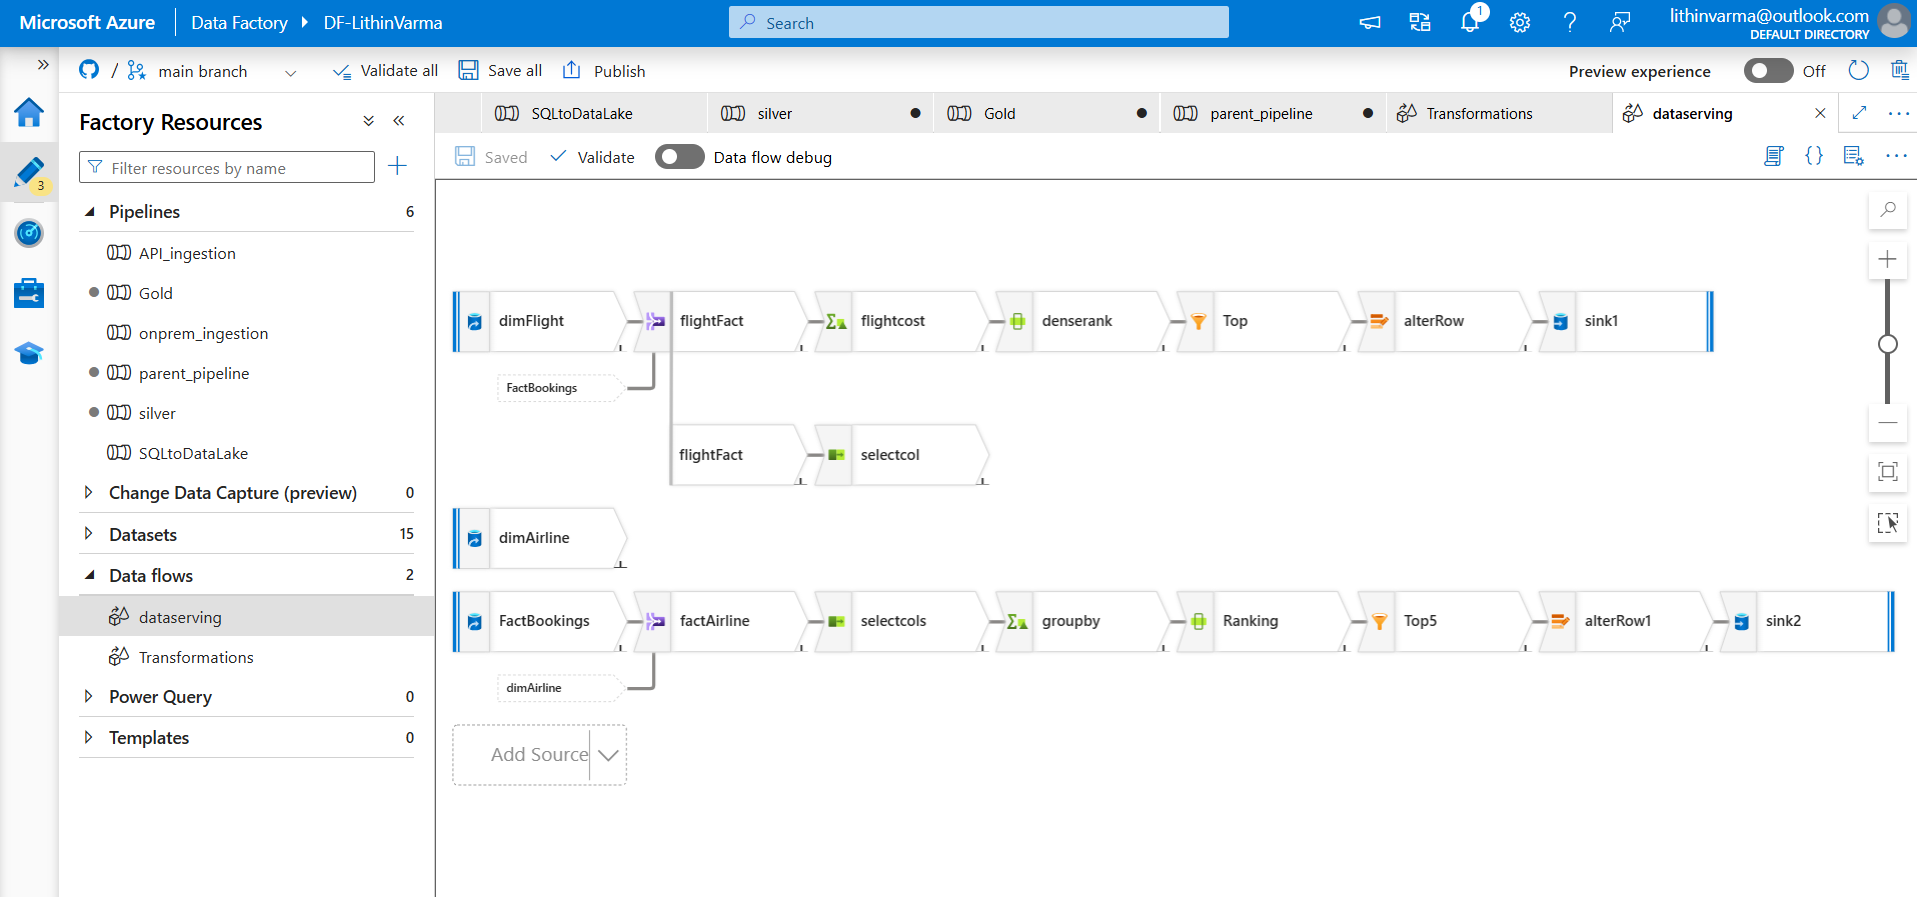 Microsoft Azure
Data Factory
DF-LithinVarma
Search
1
lithinvarma@outlook.com
DEFAULT DIRECTORY
/
main branch
Validate all
Save all
Publish
Preview experience
Off
Factory Resources
Filter resources by name
3
Pipelines 6
API_ingestion
Gold
onprem_ingestion
parent_pipeline
silver
SQLtoDataLake
Change Data Capture (preview) 0
Datasets 15
Data flows 2
dataserving
Transformations
Power Query 0
Templates 0
SQLtoDataLake
silver
Gold
parent_pipeline
Transformations
dataserving
Saved
Validate
Data flow debug
{}
dimFlight
flightFact
flightcost
denserank
Top
alterRow
sink1
FactBookings
flightFact
selectcol
dimAirline
FactBookings
factAirline
selectcols
groupby
Ranking
Top5
alterRow1
sink2
dimAirline
Add Source